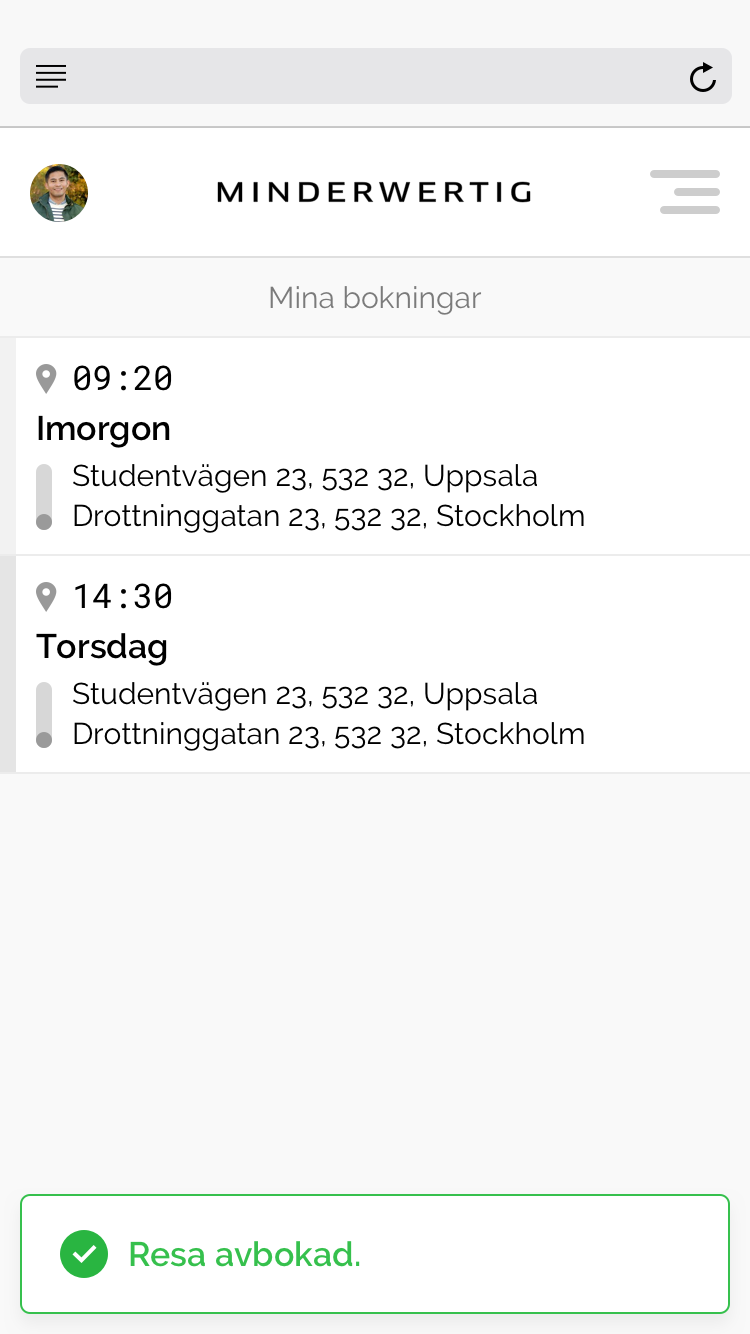 MINDERWERTIG
Mina bokningar
09:20
Imorgon
Studentvägen 23, 532 32, Uppsala
Drottninggatan 23, 532 32, Stockholm
14:30
Torsdag
Studentvägen 23, 532 32, Uppsala
Drottninggatan 23, 532 32, Stockholm
Resa avbokad.